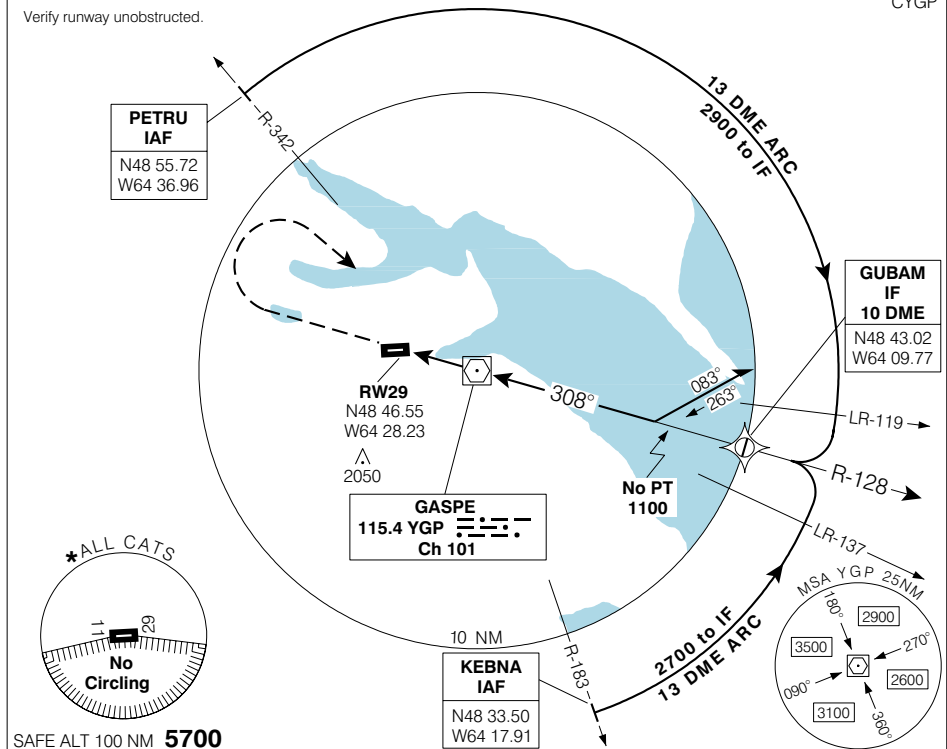 CYGP
Verify runway unobstructed.
PETRU
IAF
N48 55.72
W64 36.96
R-342
13 DME ARC
2900 to IF
GUBAM
IF
10 DME
N48 43.02
W64 09.77
RW29
N48 46.55
W64 28.23
2050
308°
083°
263°
LR-119
R-128
LR-137
No PT
1100
GASPE
115.4 YGP
Ch 101
*ALL CATS
11
29
No
Circling
10 NM
R-183
KEBNA
IAF
N48 33.50
W64 17.91
2700 to IF
13 DME ARC
MSA YGP 25NM
180°
2900
270°
3500
2600
090°
3100
360°
SAFE ALT 100 NM 5700